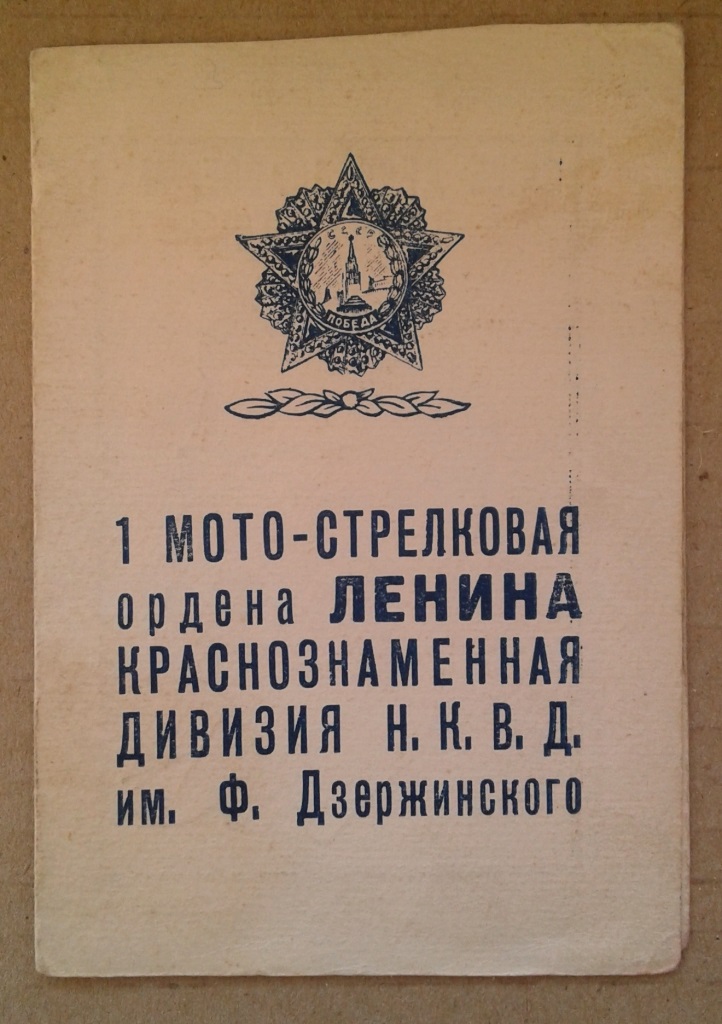 ПОБЕДА
1 МОТО-СТРЕЛКОВАЯ
ордена ЛЕНИНА
КРАСНОЗНАМЕННАЯ
ДИВИЗИЯ Н. К. В. Д.
им. Ф. Дзержинского